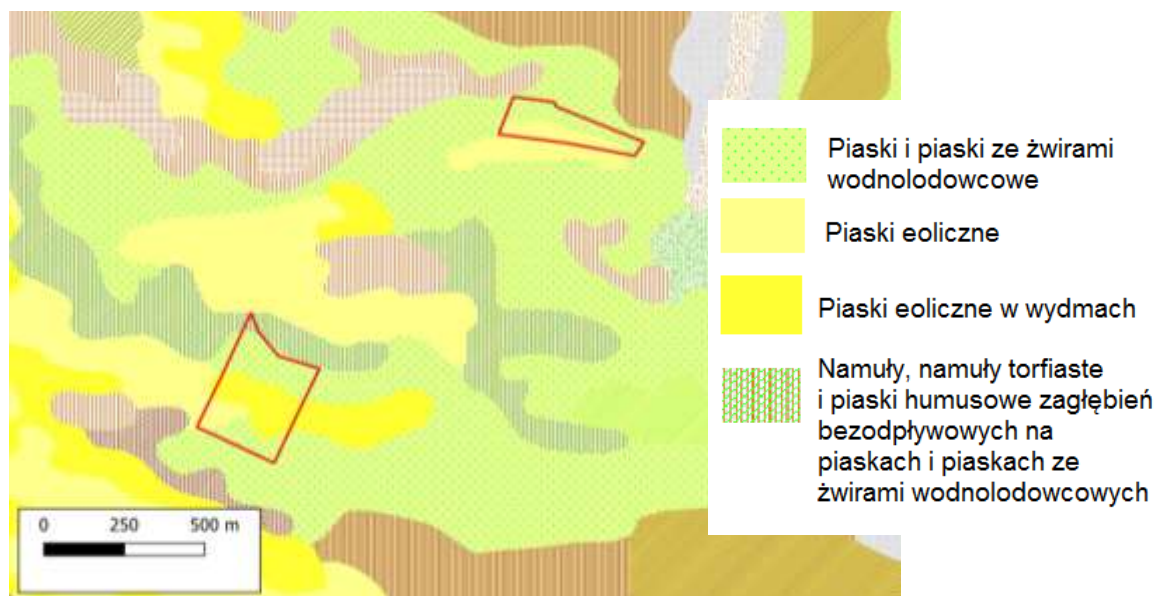 Piaski i piaski ze żwirami
wodnolodowcowe
Piaski eoliczne
Piaski eoliczne w wydmach
Namuły, namuły torfiaste
i piaski humusowe zagłębień
bezodpływowych na
piaskach i piaskach ze
żwirami wodnolodowcowych
0 250 500 m